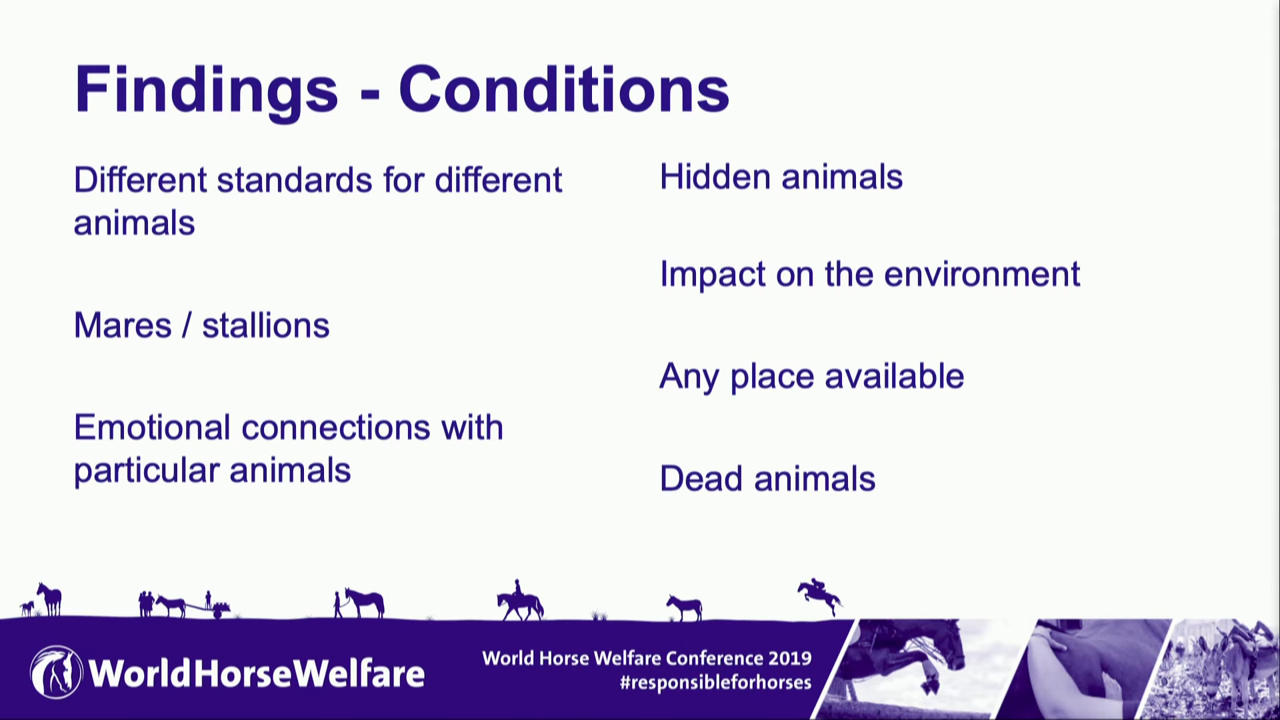 Findings - Conditions
Different standards for different
animals
Mares / stallions
Emotional connections with
particular animals
Hidden animals
Impact on the environment
Any place available
Dead animals
WorldHorseWelfare
World Horse Welfare Conference 2019
#responsibleforhorses